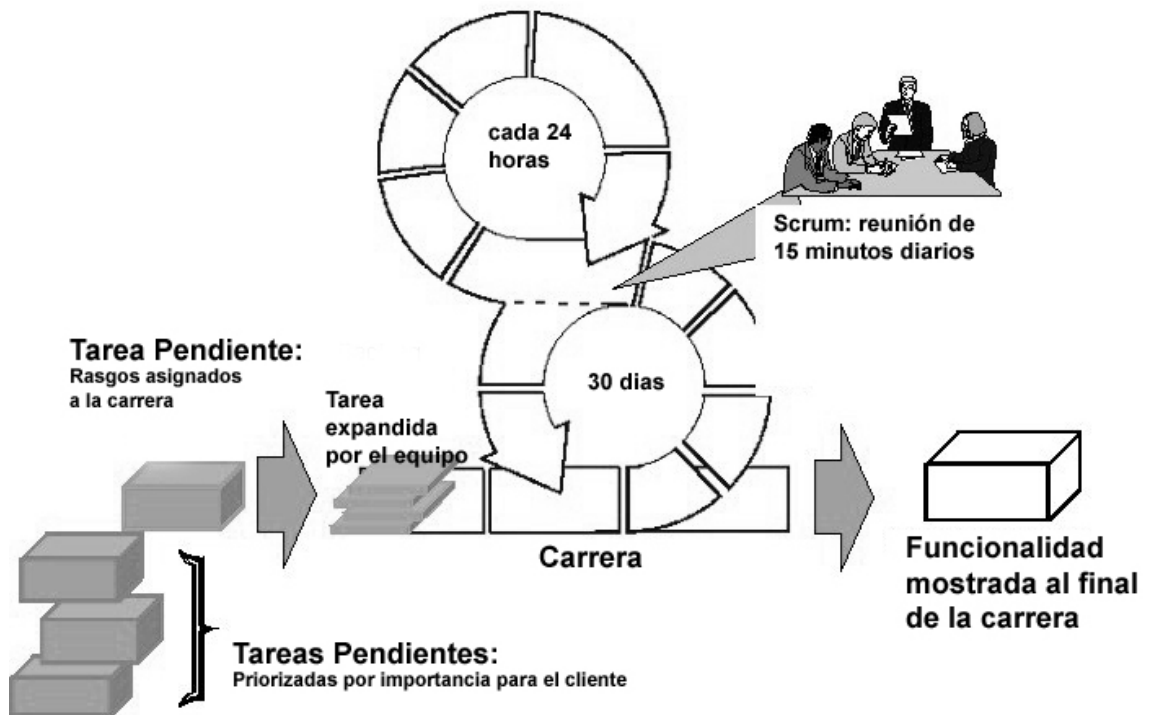 cada 24
horas
Scrum: reunión de
15 minutos diarios
Tarea Pendiente:
Rasgos asignados
a la carrera
Tarea
expandida
por el equipo
30 dias
Carrera
Funcionalidad
mostrada al final
de la carrera
Tareas Pendientes:
Priorizadas por importancia para el cliente